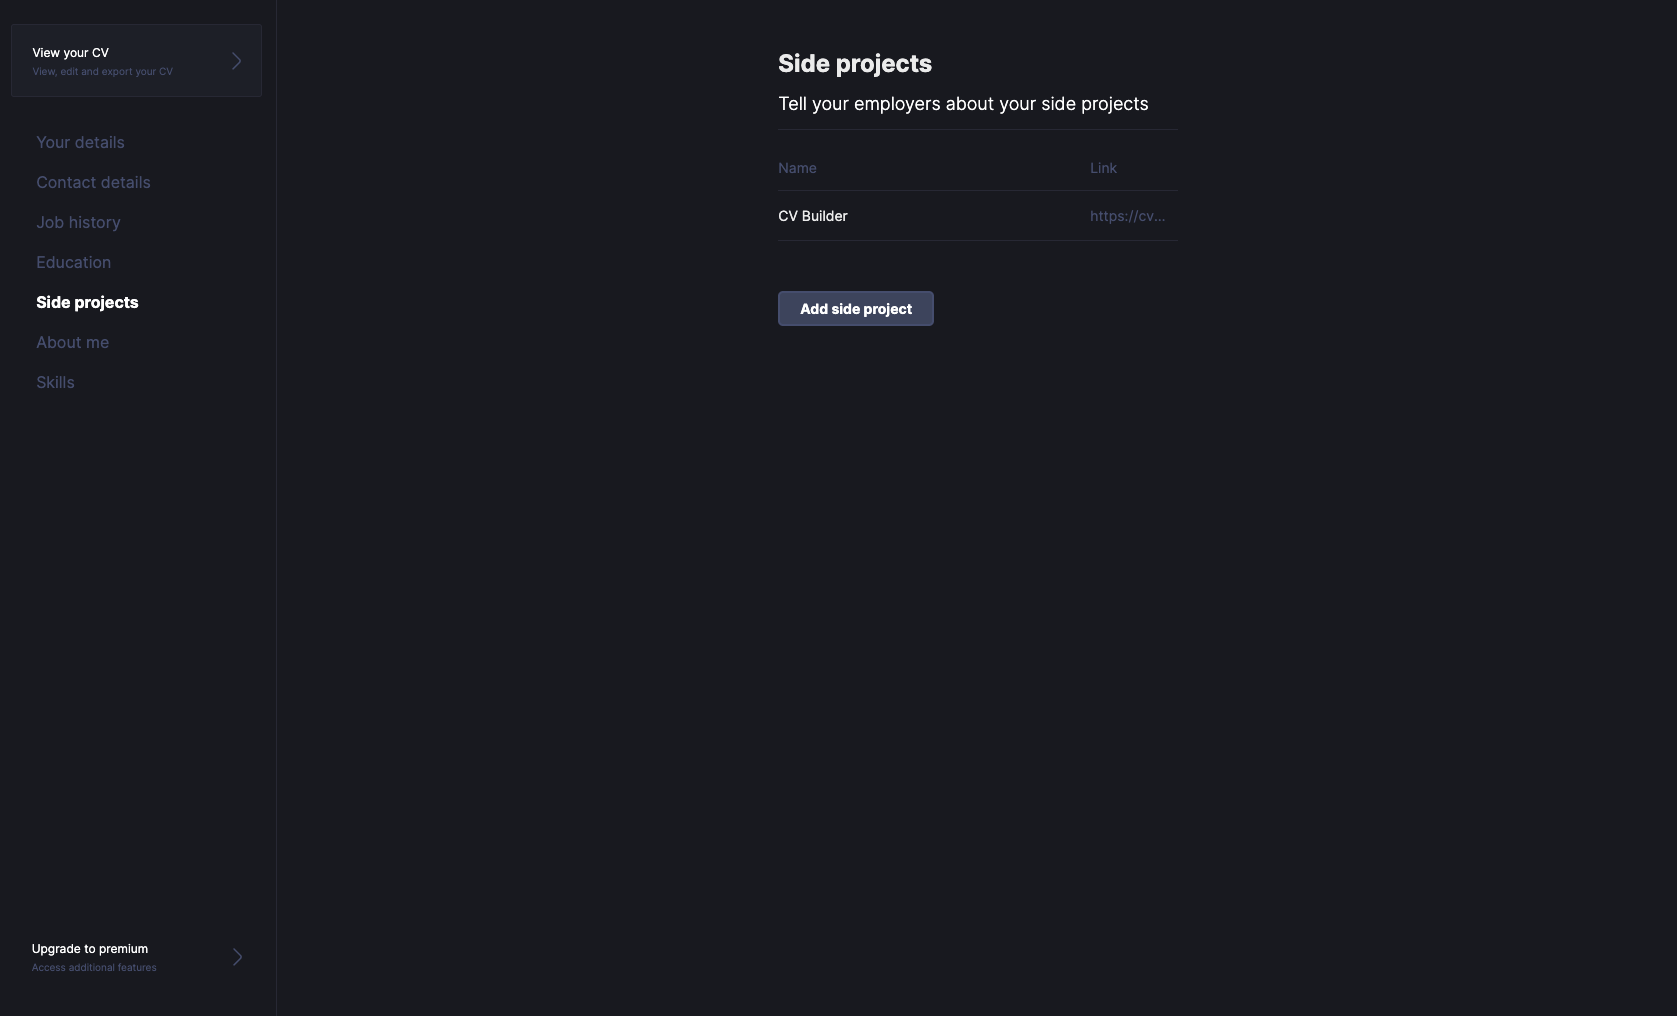 View your CV
View, edit and export your CV
Your details
Contact details
Job history
Education
Side projects
About me
Skills
Upgrade to premium
Access additional features
Side projects
Tell your employers about your side projects
Name Link
CV Builder https://cv...
Add side project